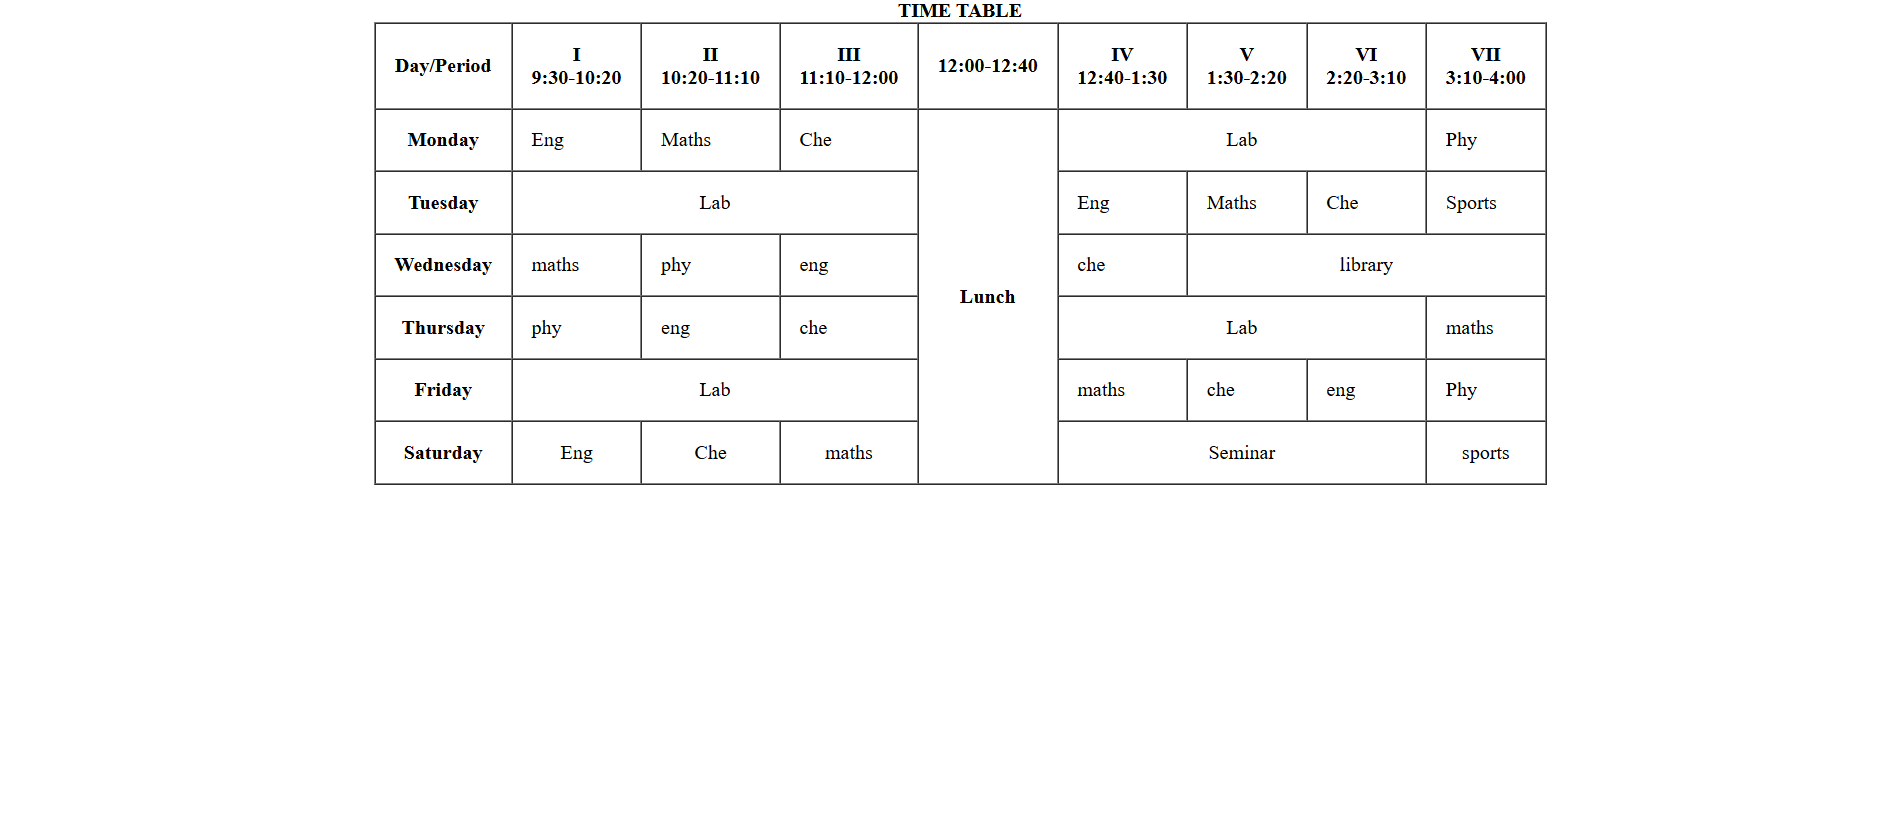 TIME TABLE
Day/Period I II III 12:00-12:40 IV V VI VII
9:30-10:20 10:20-11:10 11:10-12:00 12:40-1:30 1:30-2:20 2:20-3:10 3:10-4:00
Monday Eng Maths Che Lab Phy
Tuesday Lab Eng Maths Che Sports
Wednesday maths phy eng che library
Lunch
Thursday phy eng che Lab maths
Friday Lab maths che eng Phy
Saturday Eng Che maths Seminar sports